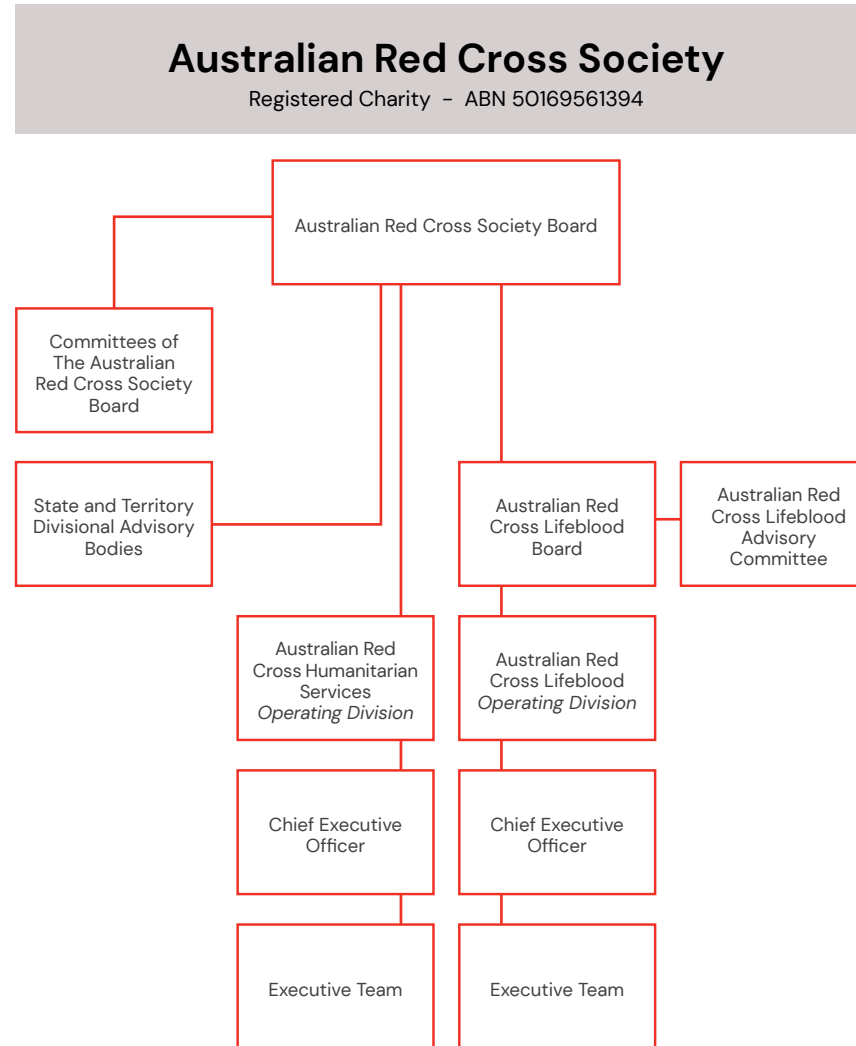 Australian Red Cross Society
Registered Charity - ABN 50169561394
Australian Red Cross Society Board
Committees of
The Australian
Red Cross Society
Board
State and Territory
Divisional Advisory
Bodies
Australian Red
Cross Lifeblood
Board
Australian Red
Cross Lifeblood
Advisory
Committee
Australian Red
Cross Humanitarian
Services
Operating Division
Australian Red
Cross Lifeblood
Operating Division
Chief Executive
Officer
Chief Executive
Officer
Executive Team
Executive Team